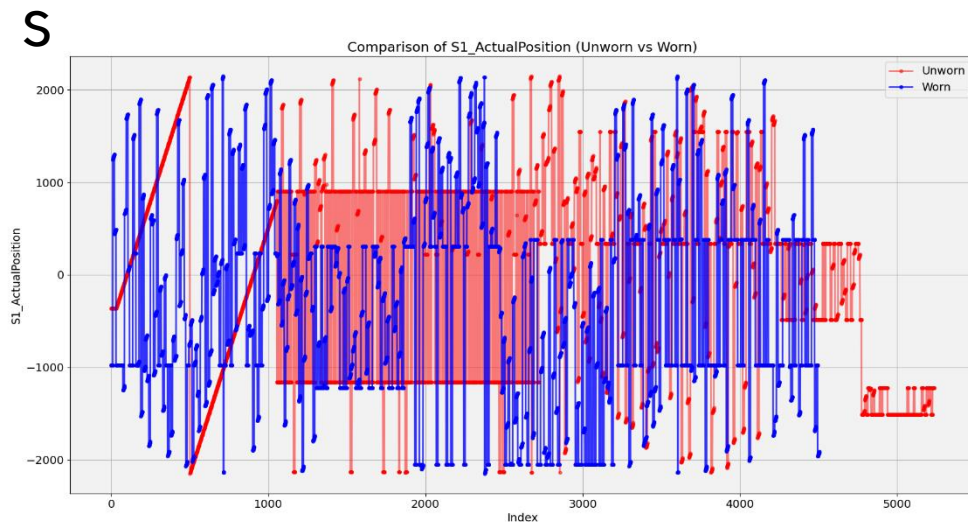 S
Comparison of S1_ActualPosition (Unworn vs Worn)
Unworn
Worn
S1_ActualPosition
2000
1000
0
−1000
−2000
0 1000 2000 3000 4000 5000
Index